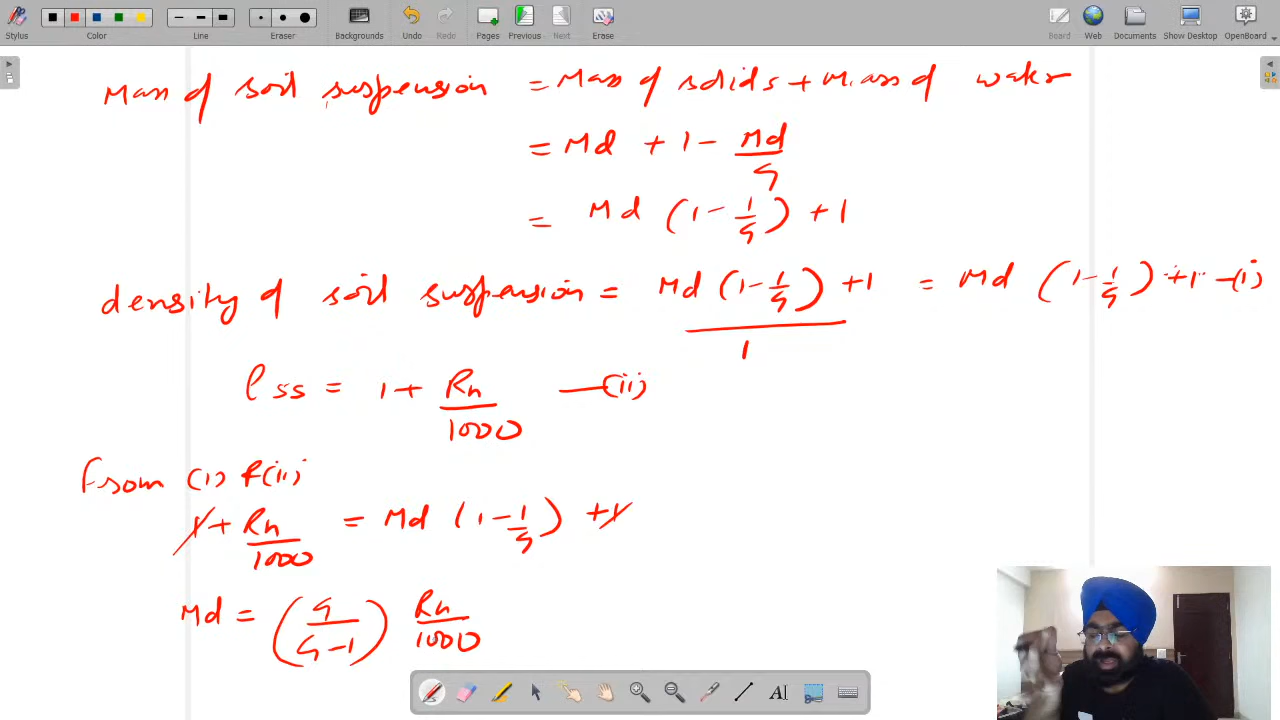 Stylus Color Line Eraser Backgrounds Undo Redo Pages Previous Next Erase Board Web Documents Show Desktop OpenBoard
Mass of soil suspension = Mass of solids + Mass of water
= Md + 1 - Md/G
= Md (1 - 1/G) + 1
density of soil suspension = Md (1 - 1/G) + 1 / 1 = Md (1 - 1/G) + 1 — (i)
ρss = 1 + Rh/1000 — (ii)
From (i) & (ii)
1 + Rh/1000 = Md (1 - 1/G) + 1
Md = (G/G-1) Rh/1000